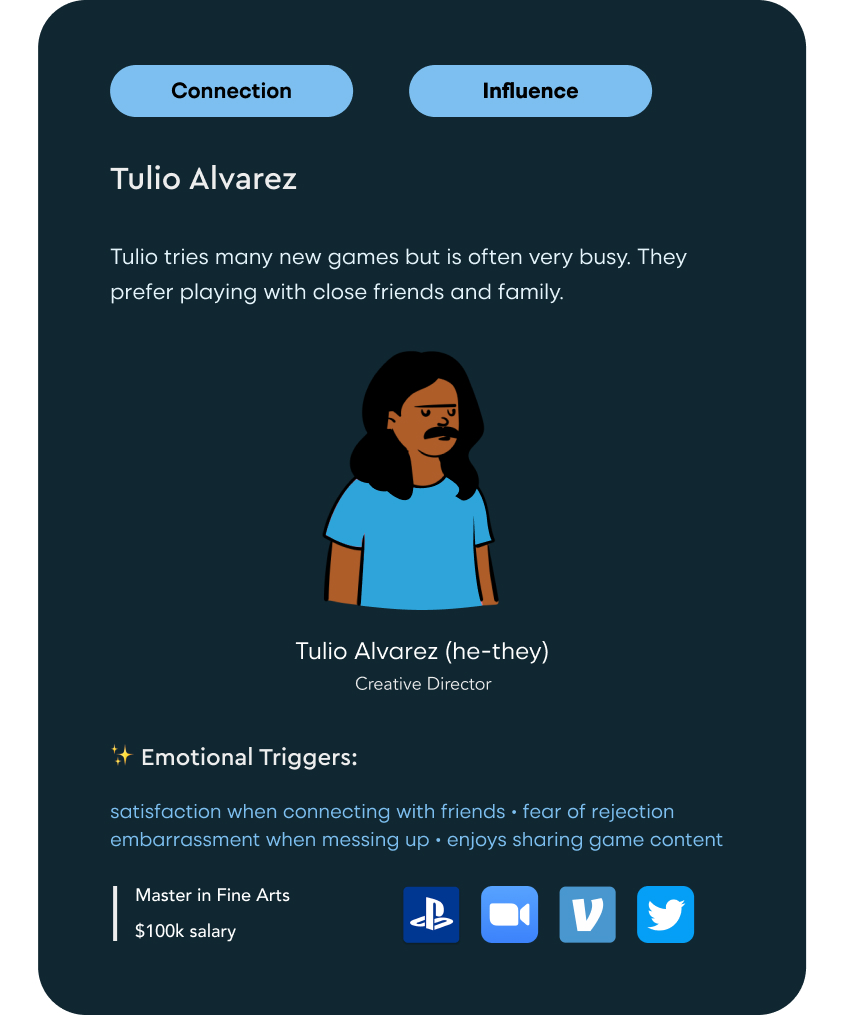 Connection
Influence
Tulio Alvarez
Tulio tries many new games but is often very busy. They
prefer playing with close friends and family.
Tulio Alvarez (he-they)
Creative Director
✨ Emotional Triggers:
satisfaction when connecting with friends • fear of rejection
embarrassment when messing up • enjoys sharing game content
Master in Fine Arts
$100k salary